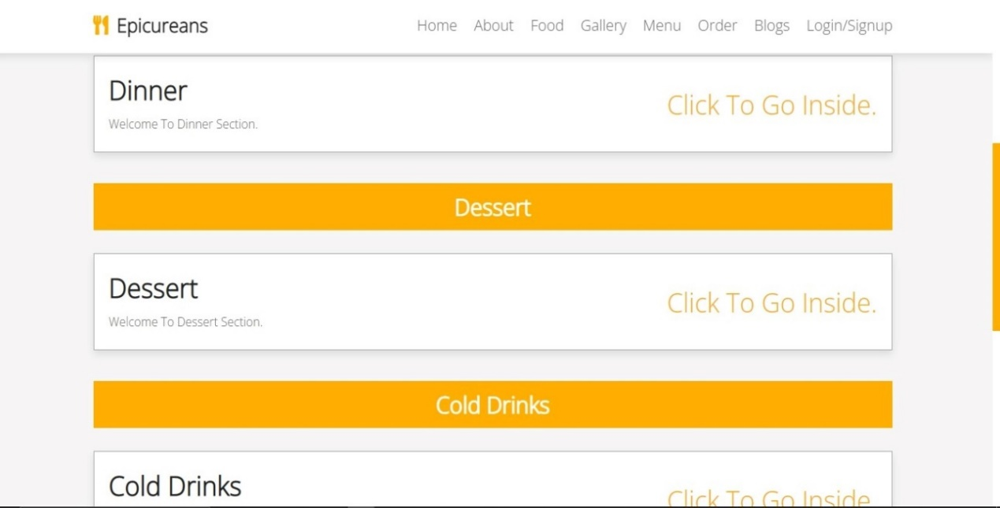 Epicureans
Home About Food Gallery Menu Order Blogs Login/Signup
Dinner
Click To Go Inside.
Welcome To Dinner Section.
Dessert
Dessert
Click To Go Inside.
Welcome To Dessert Section.
Cold Drinks
Cold Drinks
Click To Go Inside